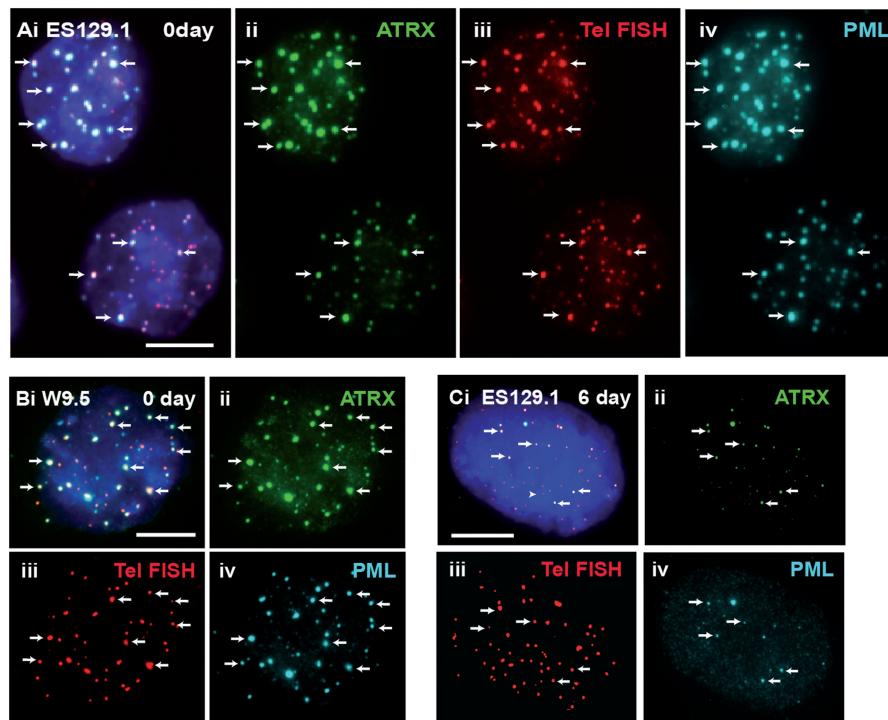 Ai ES129.1 0day
ii ATRX
iii Tel FISH
iv PML
Bi W9.5 0 day
ii ATRX
iii Tel FISH
iv PML
Ci ES129.1 6 day
ii ATRX
iii Tel FISH
iv PML